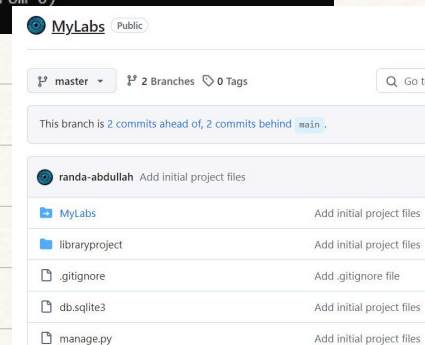 MyLabs Public
master 2 Branches 0 Tags Go t
This branch is 2 commits ahead of, 2 commits behind main .
randa-abdullah Add initial project files
MyLabs Add initial project files
libraryproject Add initial project files
.gitignore Add .gitignore file
db.sqlite3 Add initial project files
manage.py Add initial project files